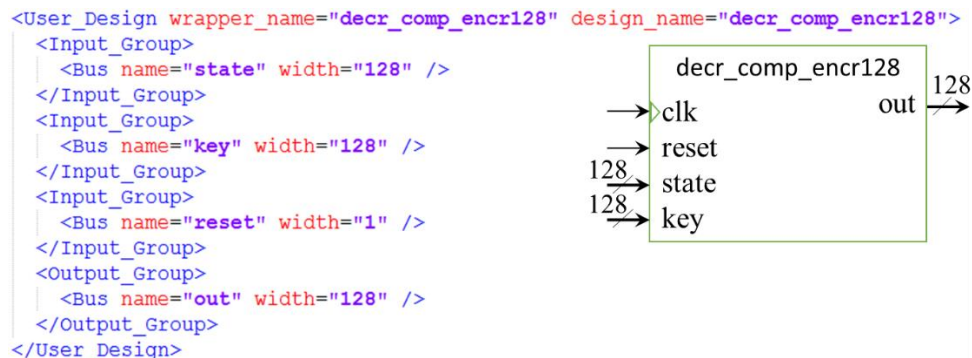 <User_Design wrapper_name="decr_comp_encr128" design_name="decr_comp_encr128">
<Input_Group>
<Bus name="state" width="128" />
</Input_Group>
<Input_Group>
<Bus name="key" width="128" />
</Input_Group>
<Input_Group>
<Bus name="reset" width="1" />
</Input_Group>
<Output_Group>
<Bus name="out" width="128" />
</Output_Group>
</User_Design>
decr_comp_encr128
clk
out
128
reset
128
state
128
key